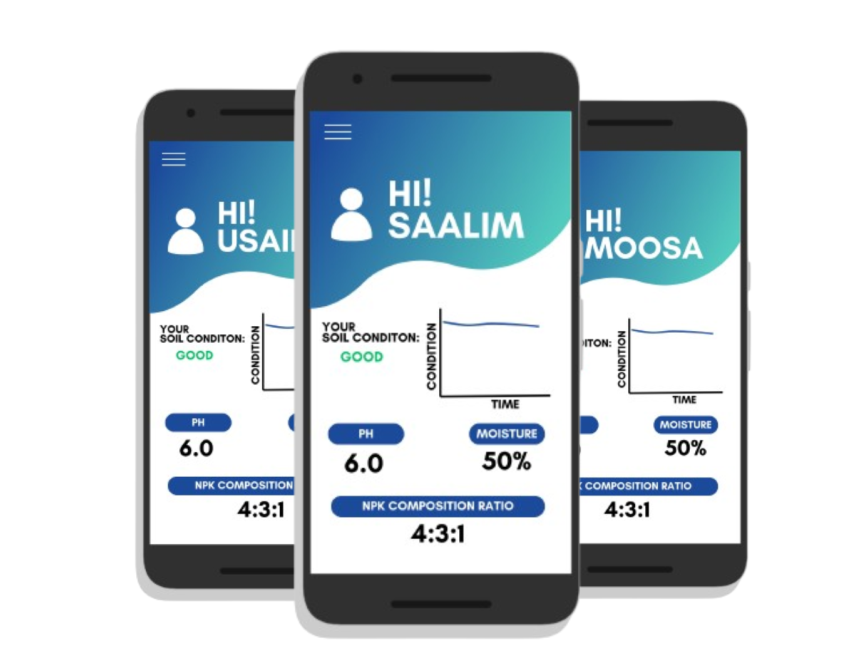 HI!
USAI
YOUR
SOIL CONDITON:
GOOD
CONDITION
PH
6.0
NPK COMPOSITION
4:3:1
HI!
SAALIM
YOUR
SOIL CONDITON:
GOOD
CONDITION
TIME
PH
MOISTURE
6.0
50%
NPK COMPOSITION RATIO
4:3:1
HI!
MOOSA
ITON:
CONDITION
TIME
MOISTURE
50%
COMPOSITION RATIO
4:3:1